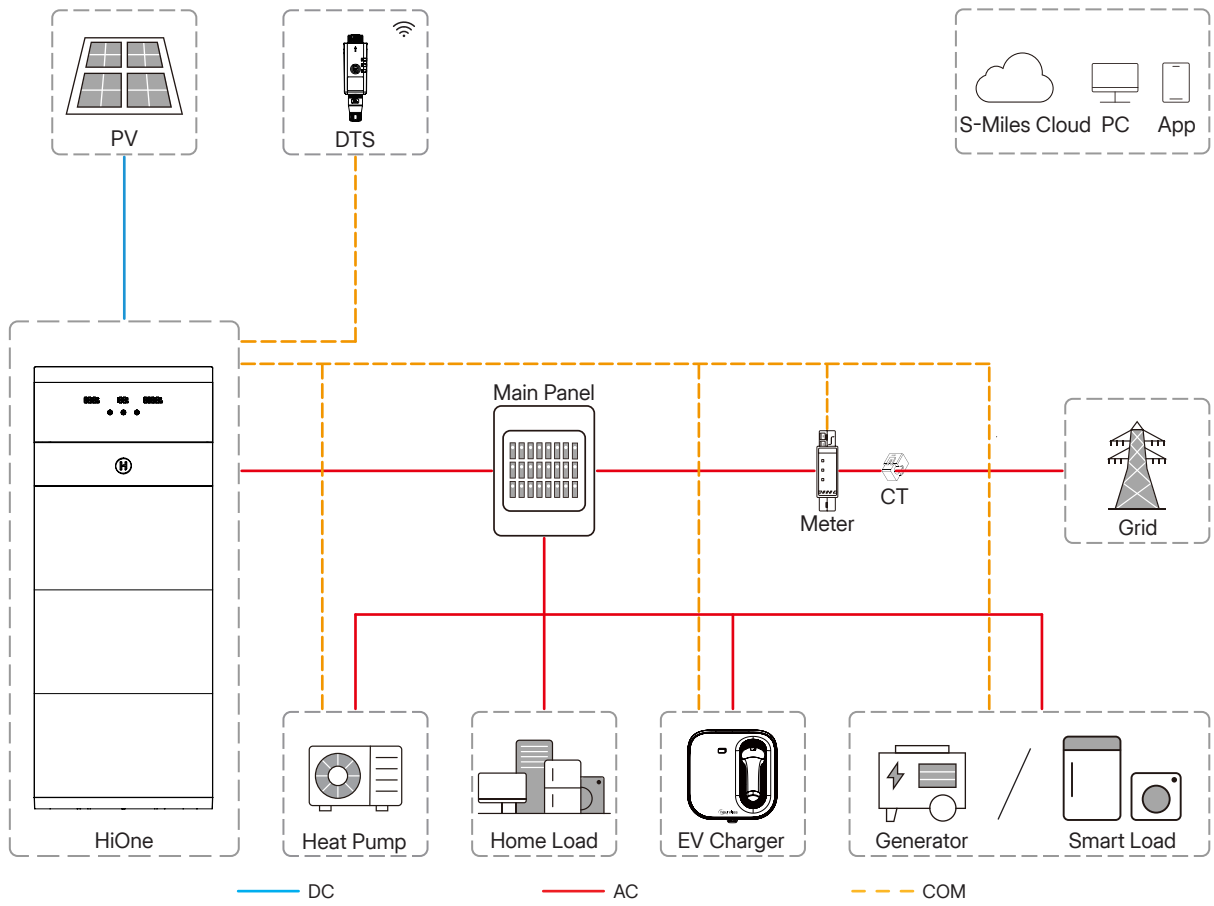 PV
DTS
S-Miles Cloud PC App
Main Panel
Meter
CT
Grid
HiOne
Heat Pump
Home Load
EV Charger
Generator
Smart Load
DC
AC
COM